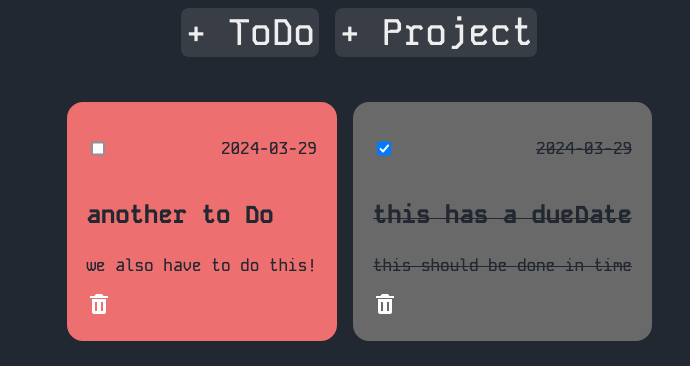 + ToDo + Project
2024-03-29
another to Do
we also have to do this!
2024-03-29
this has a dueDate
this should be done in time